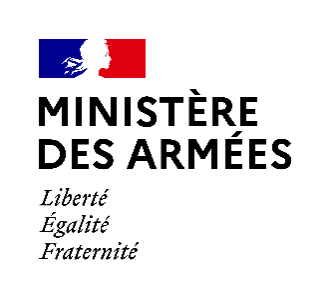 MINISTÈRE
DES ARMÉES
Liberté
Égalité
Fraternité